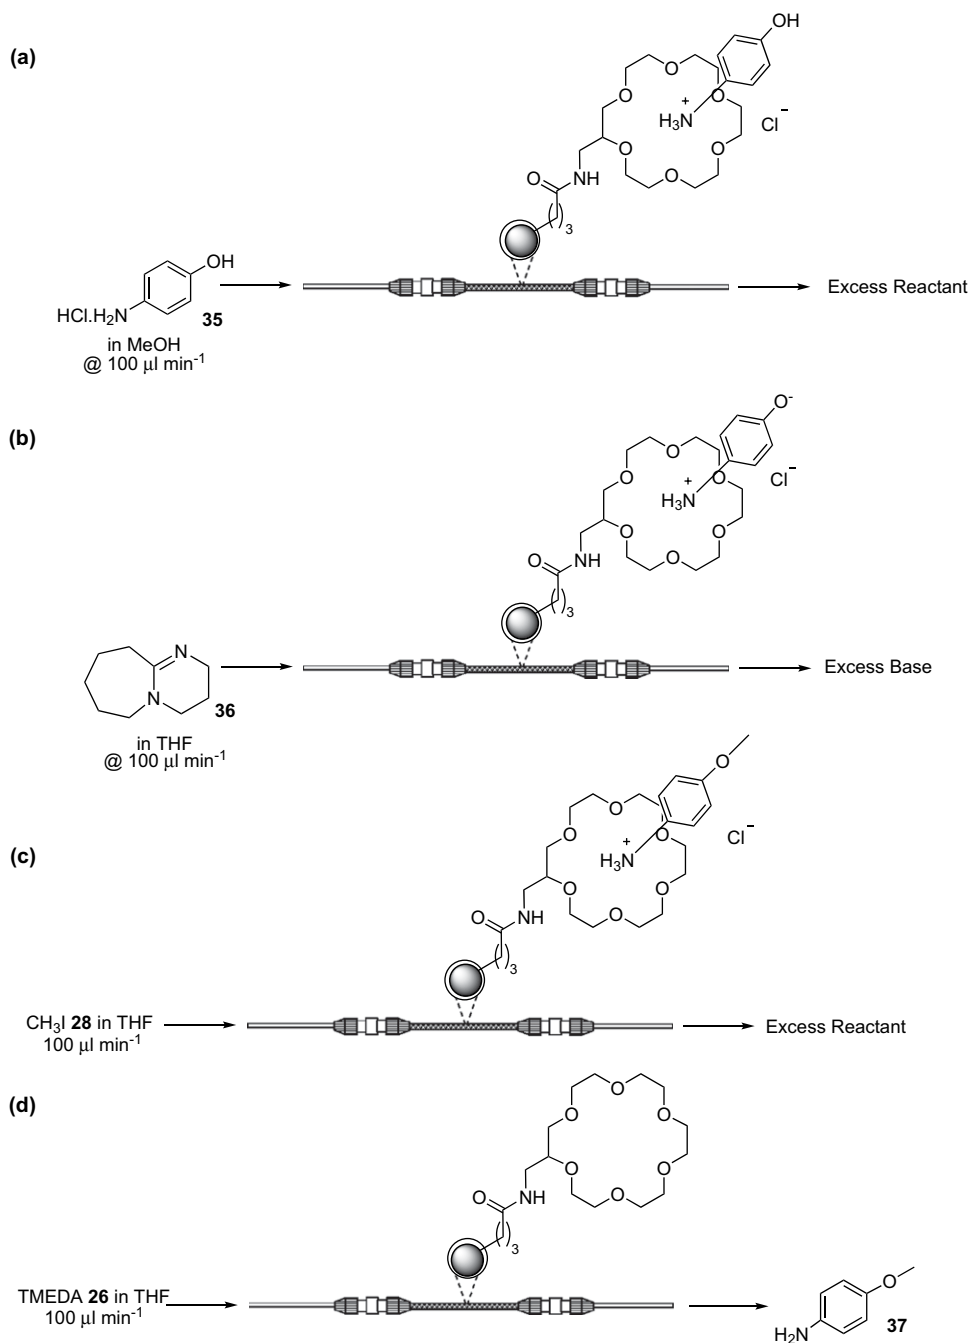 (a)
OH
O
O
O
+
H3N
Cl−
O
O
O
O
NH
( )3
OH
HCl.H2N
35
in MeOH
@ 100 µl min-1
Excess Reactant
(b)
O-
O
O
O
+
H3N
Cl−
O
O
O
O
NH
( )3
N
N
36
in THF
@ 100 µl min-1
Excess Base
(c)
O
O
O
O
+
H3N
Cl−
O
O
O
O
NH
( )3
CH3I 28 in THF
100 µl min-1
Excess Reactant
(d)
O
O
O
O
O
O
O
NH
( )3
TMEDA 26 in THF
100 µl min-1
O
H2N
37